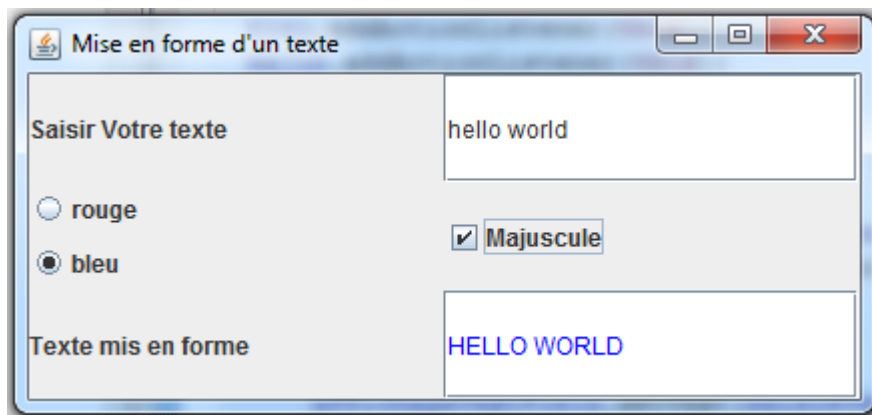 Mise en forme d'un texte
Saisir Votre texte
hello world
rouge
Majuscule
bleu
Texte mis en forme
HELLO WORLD